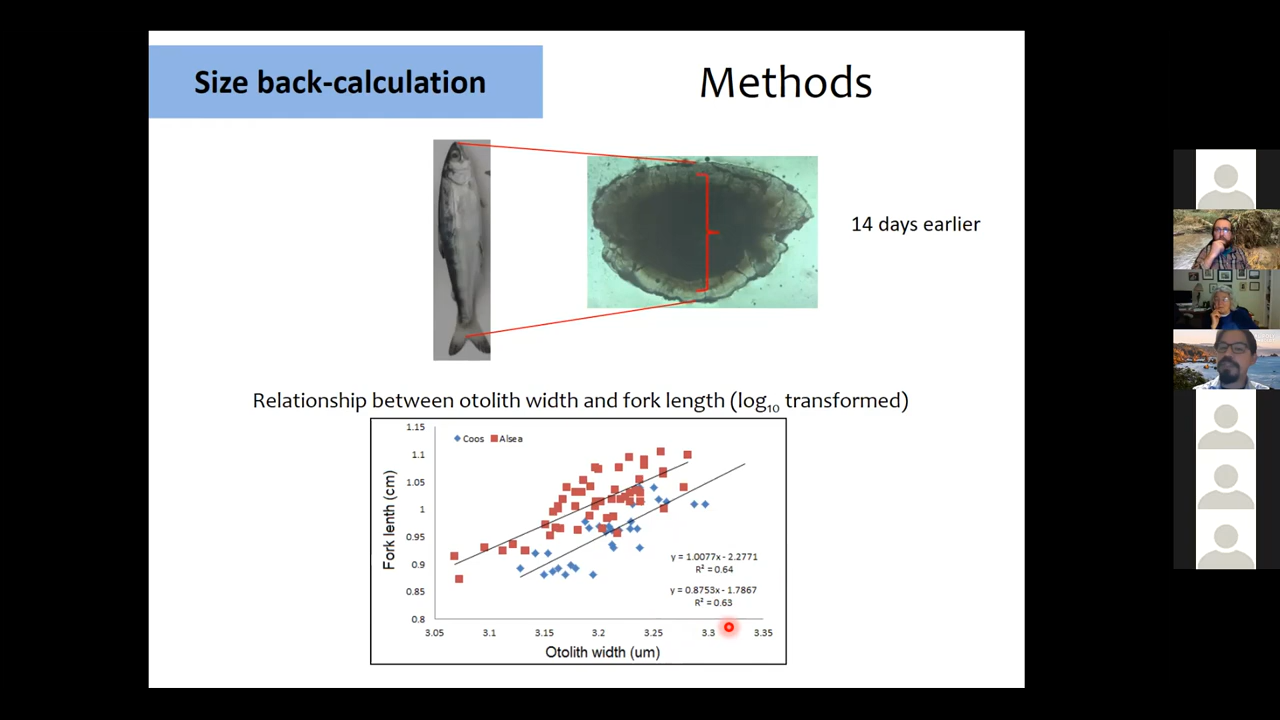 Size back-calculation
Methods
14 days earlier
Relationship between otolith width and fork length (log10 transformed)
Coos
Alsea
1.15
1.1
1.05
1
0.95
0.9
0.85
0.8
Fork lenth (cm)
y = 1.0077x - 2.2771
R² = 0.64
y = 0.8753x - 1.7867
R² = 0.63
3.05 3.1 3.15 3.2 3.25 3.3 3.35
Otolith width (um)